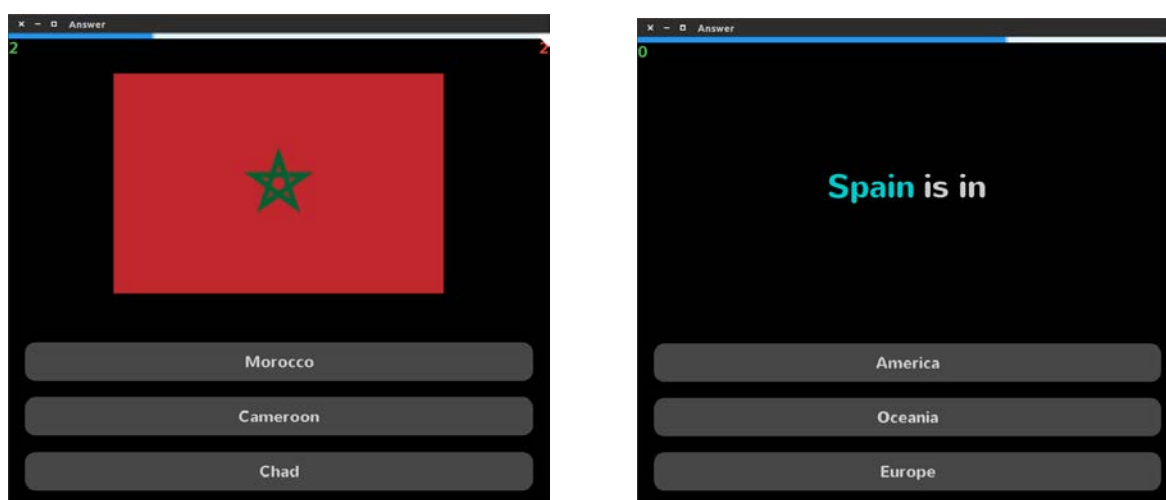 Answer
2 2
Morocco
Cameroon
Chad
Answer
0
Spain is in
America
Oceania
Europe